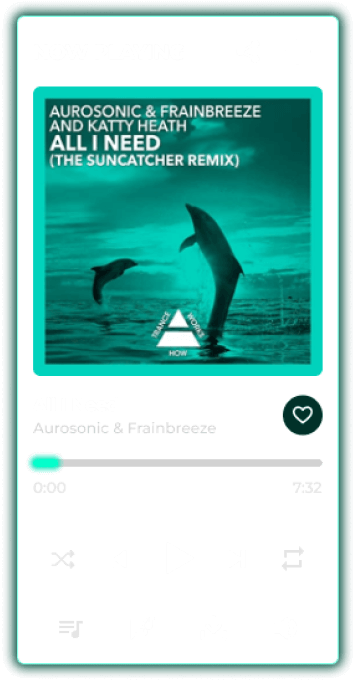 AUROSONIC & FRAINBREEZE
AND KATTY HEATH
ALL I NEED
(THE SUNCATCHER REMIX)
TRANCE
WORKS
HOW
Aurosonic & Frainbreeze
0:00
7:32